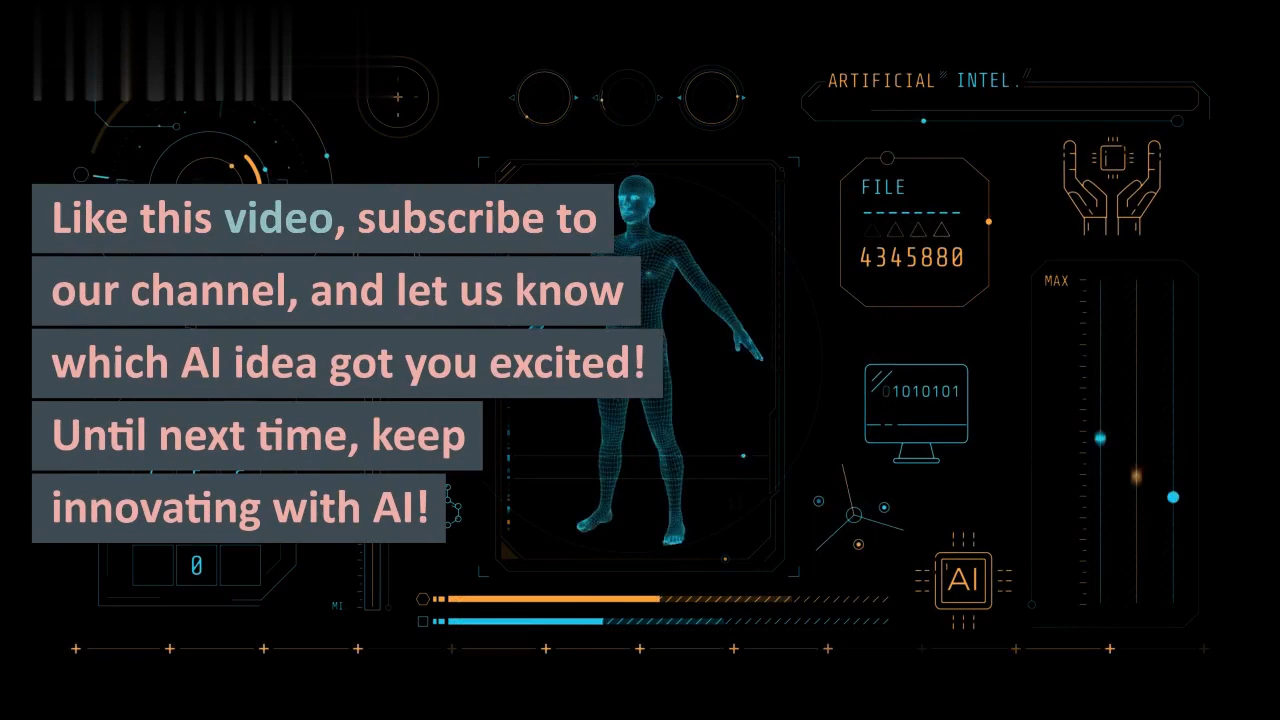 ARTIFICIAL INTEL.
Like this video, subscribe to
our channel, and let us know
which AI idea got you excited!
Until next time, keep
innovating with AI!
FILE
4345880
MAX
01010101
0
MI
AI